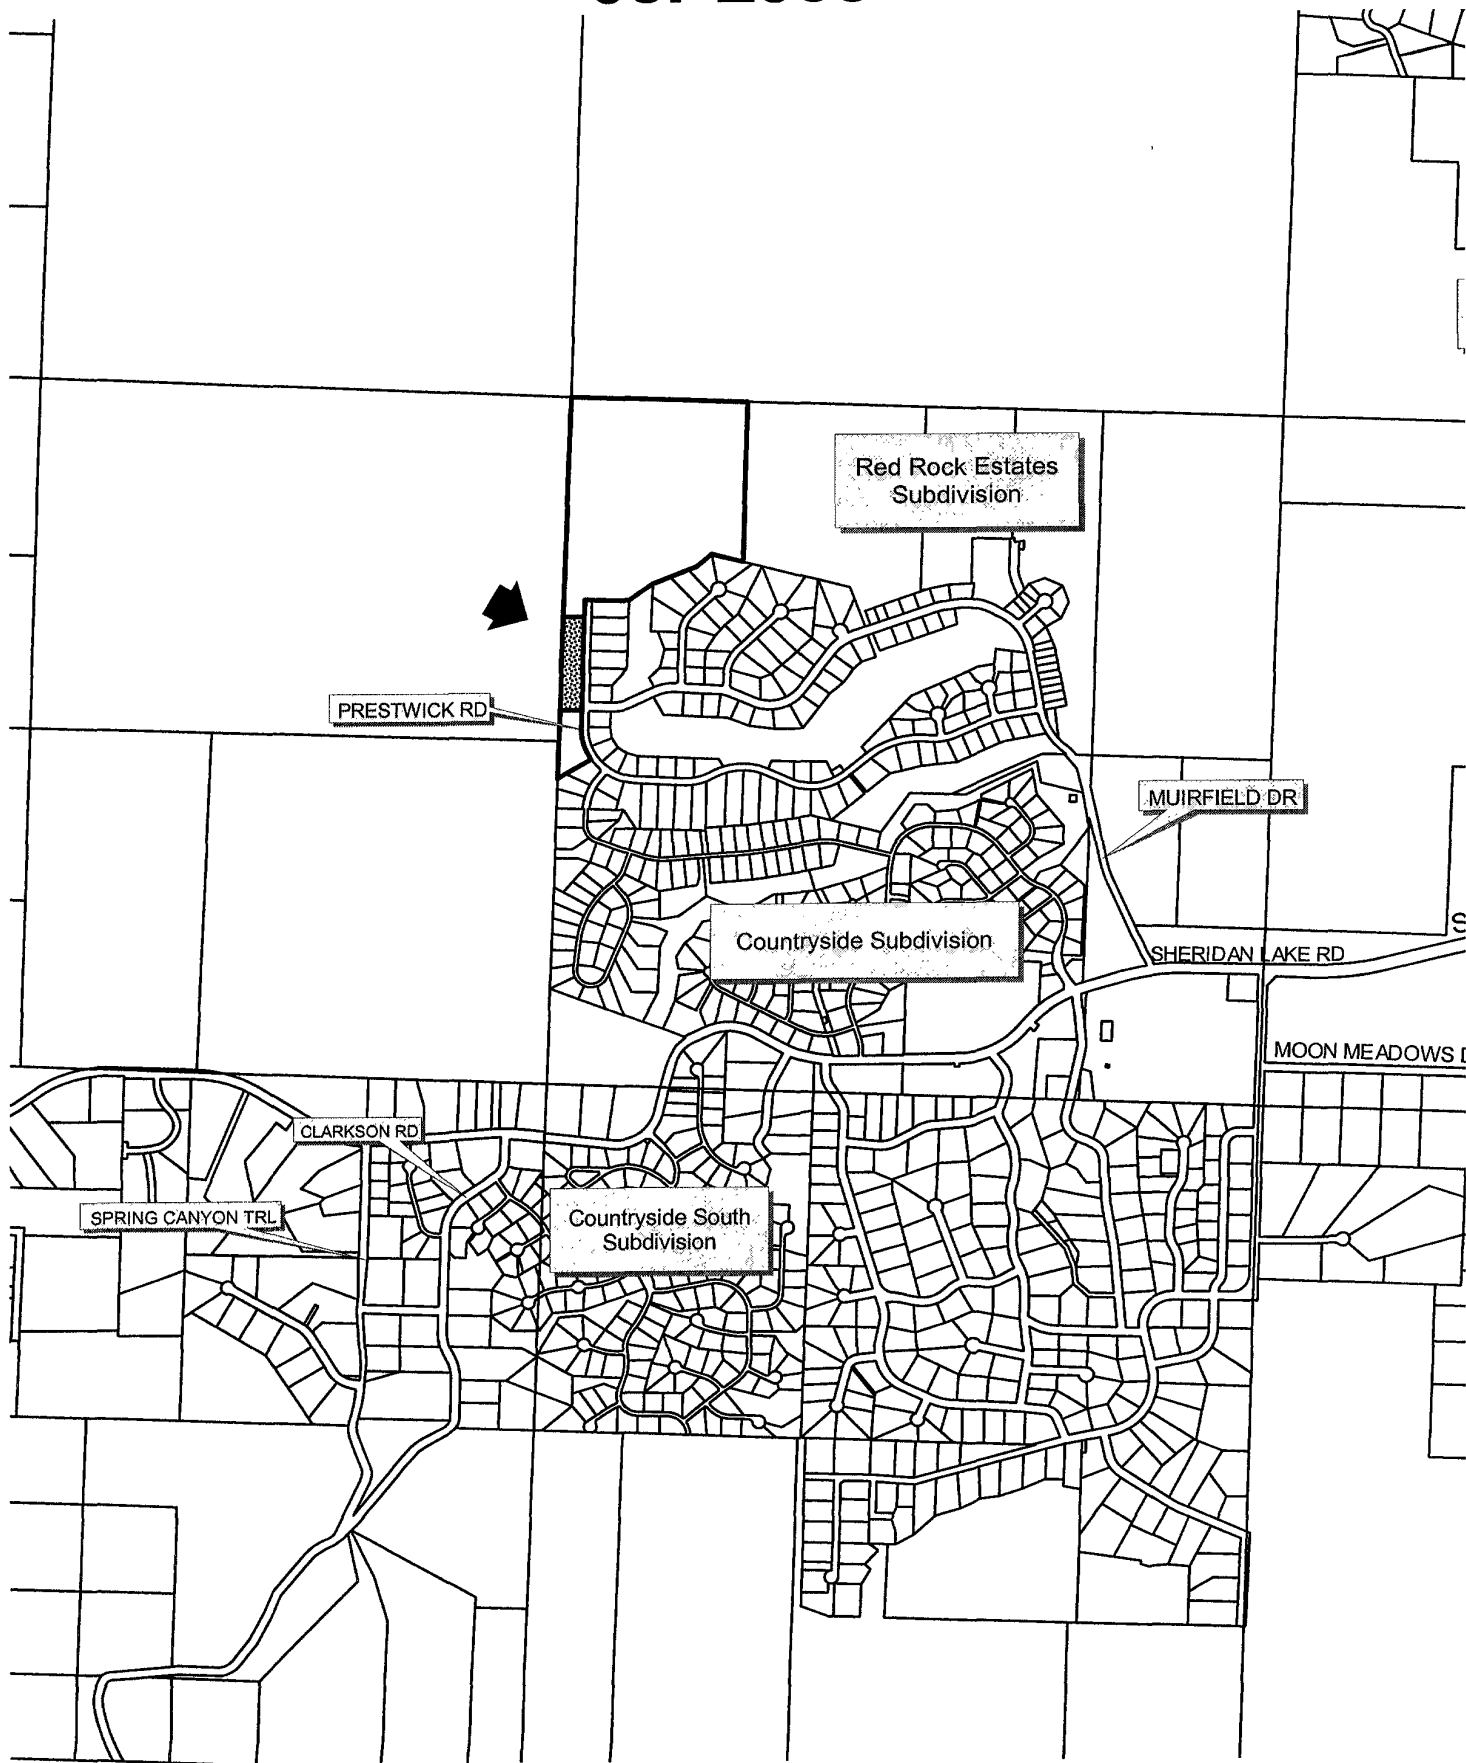 Red Rock Estates
Subdivision
PRESTWICK RD
MUIRFIELD DR
Countryside Subdivision
SHERIDAN LAKE RD
MOON MEADOWS
CLARKSON RD
SPRING CANYON TRL
Countryside South
Subdivision